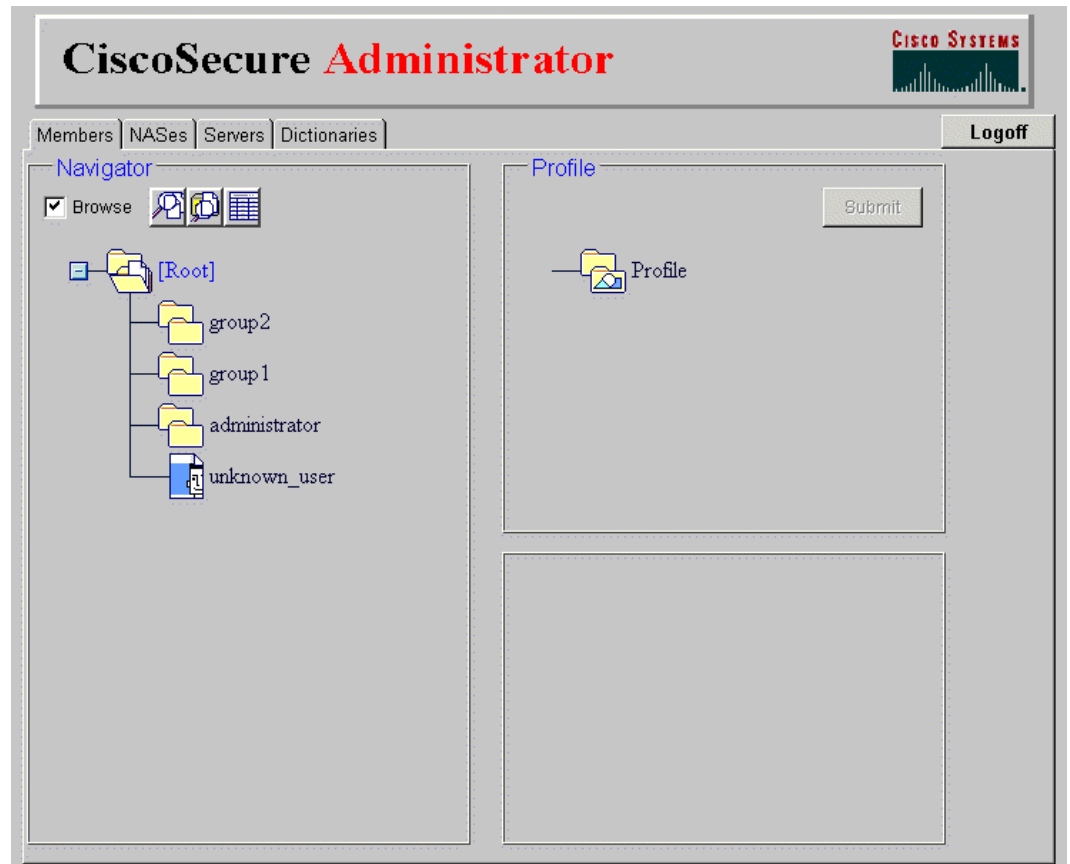 CiscoSecure Administrator
CISCO SYSTEMS
Members NASes Servers Dictionaries
Logoff
Navigator
Browse
[Root]
group2
group1
administrator
unknown_user
Profile
Submit
Profile